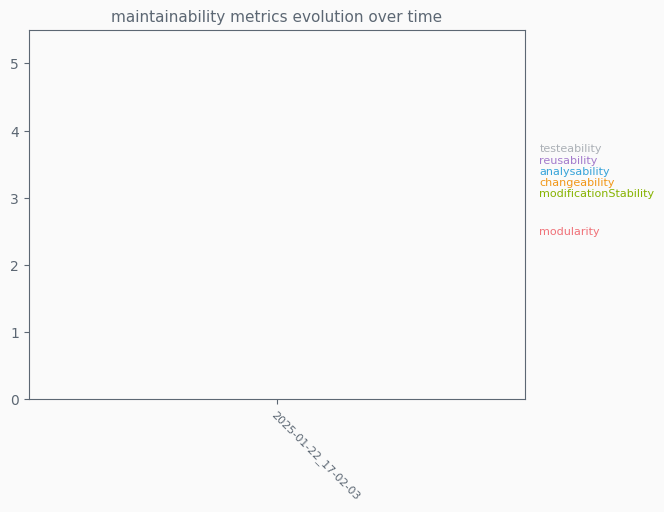 maintainability metrics evolution over time
5
4
3
2
1
0
testeability
reusability
analysability
changeability
modificationStability
modularity
2025-01-22_17-02-03